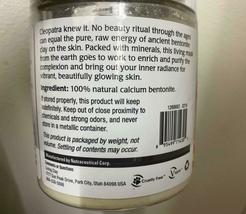 Cleopatra knew it. No beauty ritual through the ages
can equal the pure, raw energy of ancient bentonite
clay on the skin. Packed with minerals, this living mask
from the earth goes to work to enrich and purify the
complexion and bring out your inner radiance for
vibrant, beautifully glowing skin.
Ingredient: 100% natural calcium bentonite.
If stored properly, this product will keep
indefinitely. Keep out of close proximity to
chemicals and strong odors, and never
store in a metallic container.
This product is packaged by weight, not
volume. Settling of contents may occur.
Manufactured by Nutraceutical Corp.
Park City, Utah 84098 USA
Cruelty Free
Vegan